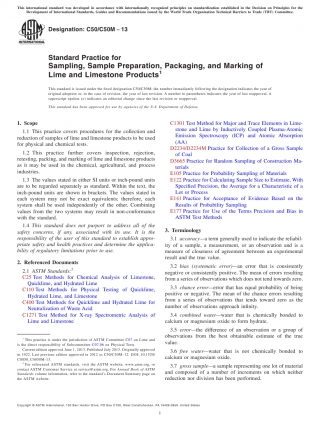 This international standard was developed in accordance with internationally recognized principles on standardization established in the Decision on Principles for the
Development of International Standards, Guides and Recommendations issued by the World Trade Organization Technical Barriers to Trade (TBT) Committee.
Designation: C50/C50M − 13
INTERNATIONAL
Standard Practice for
Sampling, Sample Preparation, Packaging, and Marking of
Lime and Limestone Products1
This standard is issued under the fixed designation C50/C50M; the number immediately following the designation indicates the year of
original adoption or, in the case of revision, the year of last revision. A number in parentheses indicates the year of last reapproval. A
superscript epsilon (ε) indicates an editorial change since the last revision or reapproval.
This standard has been approved for use by agencies of the U.S. Department of Defense.
1. Scope
1.1 This practice covers procedures for the collection and
reduction of samples of lime and limestone products to be used
for physical and chemical tests.
1.2 This practice further covers inspection, rejection,
retesting, packing, and marking of lime and limestone products
as it may be used in the chemical, agricultural, and process
industries.
1.3 The values stated in either SI units or inch-pound units
are to be regarded separately as standard. Within the text, the
inch-pound units are shown in brackets. The values stated in
each system may not be exact equivalents; therefore, each
system shall be used independently of the other. Combining
values from the two systems may result in non-conformance
with the standard.
1.4 This standard does not purport to address all of the
safety concerns, if any, associated with its use. It is the
responsibility of the user of this standard to establish appro-
priate safety and health practices and determine the applica-
bility of regulatory limitations prior to use.
2. Referenced Documents
2.1 ASTM Standards:2
C25 Test Methods for Chemical Analysis of Limestone,
Quicklime, and Hydrated Lime
C110 Test Methods for Physical Testing of Quicklime,
Hydrated Lime, and Limestone
C400 Test Methods for Quicklime and Hydrated Lime for
Neutralization of Waste Acid
C1271 Test Method for X-ray Spectrometric Analysis of
Lime and Limestone
1 This practice is under the jurisdiction of ASTM Committee C07 on Lime and
is the direct responsibility of Subcommittee C07.06 on Physical Tests.
Current edition approved June 1, 2013. Published July 2013. Originally approved
in 1922. Last previous edition approved in 2012 as C50/C50M–12. DOI: 10.1520/
C0050_C0050M-13.
2 For referenced ASTM standards, visit the ASTM website, www.astm.org, or
contact ASTM Customer Service at service@astm.org. For Annual Book of ASTM
Standards volume information, refer to the standard's Document Summary page on
the ASTM website.
C1301 Test Method for Major and Trace Elements in Lime-
stone and Lime by Inductively Coupled Plasma-Atomic
Emission Spectroscopy (ICP) and Atomic Absorption
(AA)
D2234/D2234M Practice for Collection of a Gross Sample
of Coal
D3665 Practice for Random Sampling of Construction Ma-
terials
E105 Practice for Probability Sampling of Materials
E122 Practice for Calculating Sample Size to Estimate, With
Specified Precision, the Average for a Characteristic of a
Lot or Process
E141 Practice for Acceptance of Evidence Based on the
Results of Probability Sampling
E177 Practice for Use of the Terms Precision and Bias in
ASTM Test Methods
3. Terminology
3.1 accuracy—a term generally used to indicate the reliabil-
ity of a sample, a measurement, or an observation and is a
measure of closeness of agreement between an experimental
result and the true value.
3.2 bias (systematic error)—an error that is consistently
negative or consistently positive. The mean of errors resulting
from a series of observations which does not tend towards zero.
3.3 chance error—error that has equal probability of being
positive or negative. The mean of the chance errors resulting
from a series of observations that tends toward zero as the
number of observations approach infinity.
3.4 combined water—water that is chemically bonded to
calcium or magnesium oxide to form hydrate.
3.5 error—the difference of an observation or a group of
observations from the best obtainable estimate of the true
value.
3.6 free water—water that is not chemically bonded to
calcium or magnesium oxide.
3.7 gross sample—a sample representing one lot of material
and composed of a number of increments on which neither
reduction nor division has been performed.
Copyright © ASTM International, 100 Barr Harbor Drive, PO Box C700, West Conshohocken, PA 19428-2959. United States
1